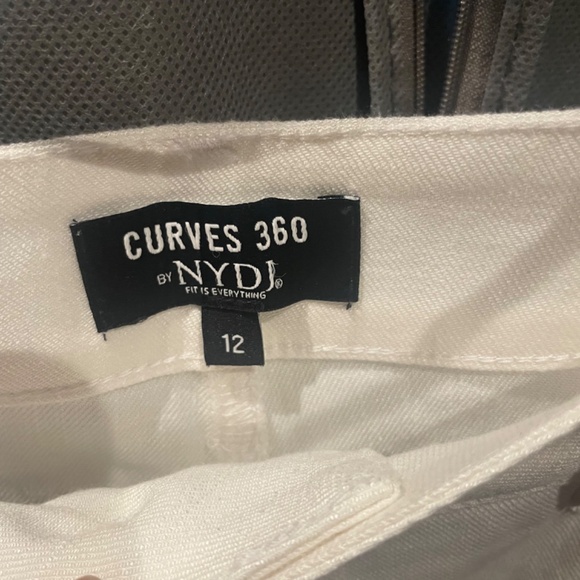 CURVES 360
BY NYDJ®
FIT IS EVERYTHING
12